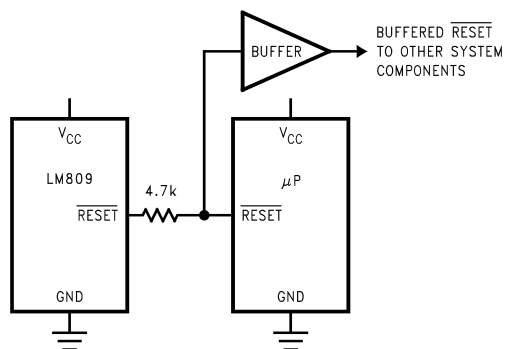 BUFFER
BUFFERED RESET
TO OTHER SYSTEM
COMPONENTS
VCC
LM809
RESET
GND
4.7k
VCC
µP
RESET
GND